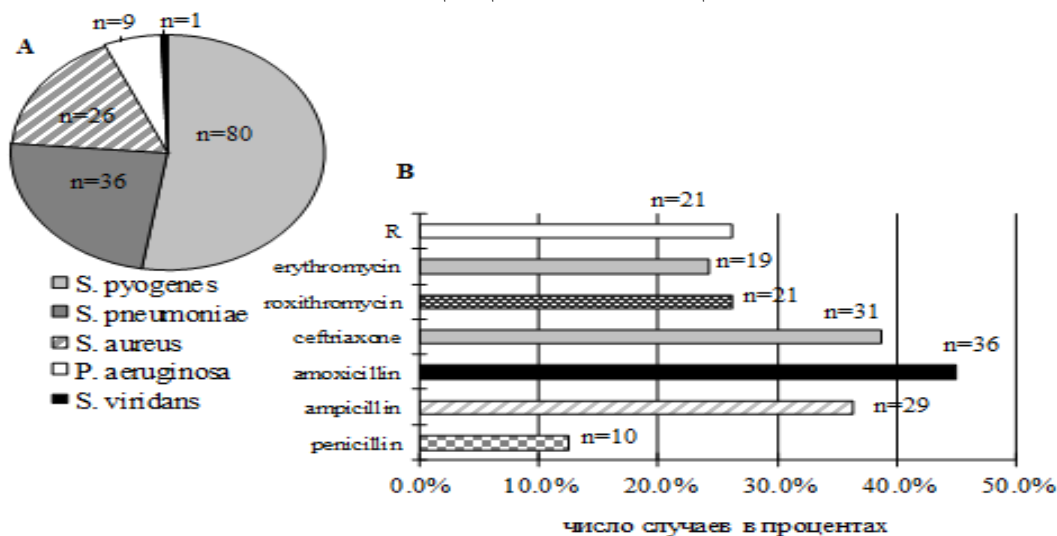 n=9
n=1
A
n=26
n=80
n=36
S. pyogenes
S. pneumoniae
S. aureus
P. aeruginosa
S. viridans
B
n=21
R
erythromycin
n=19
roxithromycin
n=21
n=31
ceftriaxone
n=36
amoxicillin
ampicillin
n=29
penicillin
n=10
0.0% 10.0% 20.0% 30.0% 40.0% 50.0%
число случаев в процентах